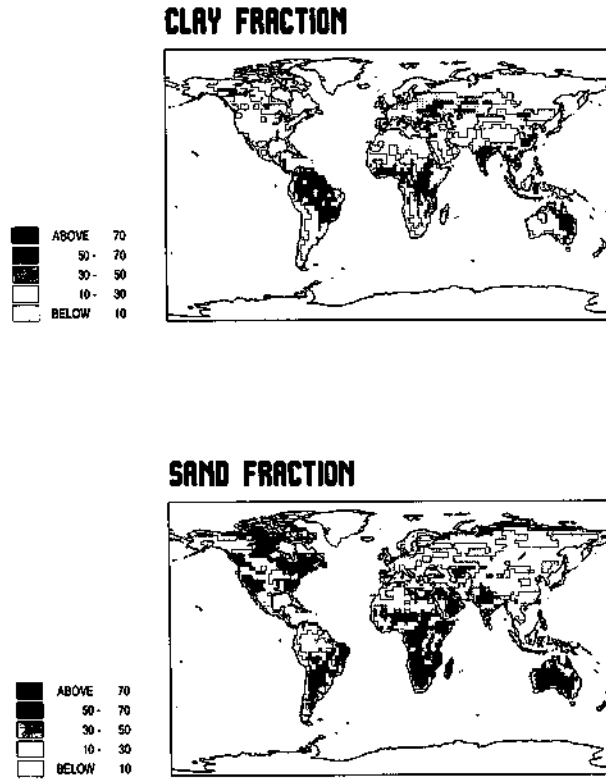 CLAY FRACTION
ABOVE 70
50 - 70
30 - 50
10 - 30
BELOW 10
SAND FRACTION
ABOVE 70
50 - 70
30 - 50
10 - 30
BELOW 10